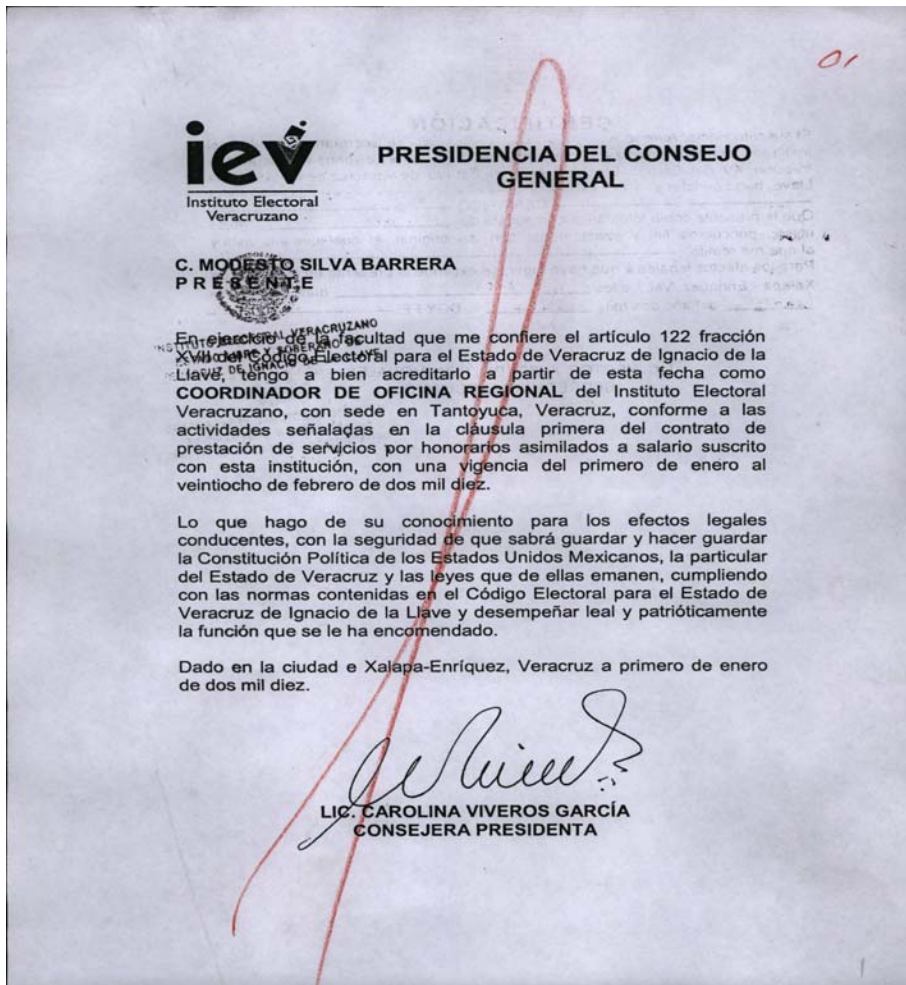 01
iev
Instituto Electoral
Veracruzano
PRESIDENCIA DEL CONSEJO
GENERAL
C. MODESTO SILVA BARRERA
P R E S E N T E
INSTITUTO ELECTORAL VERACRUZANO
En ejercicio de la facultad que me confiere el artículo 122 fracción
XVII del Código Electoral para el Estado de Veracruz de Ignacio de la
Llave, tengo a bien acreditarlo a partir de esta fecha como
COORDINADOR DE OFICINA REGIONAL del Instituto Electoral
Veracruzano, con sede en Tantoyuca, Veracruz, conforme a las
actividades señaladas en la cláusula primera del contrato de
prestación de servicios por honorarios asimilados a salario suscrito
con esta institución, con una vigencia del primero de enero al
veintiocho de febrero de dos mil diez.
Lo que hago de su conocimiento para los efectos legales
conducentes, con la seguridad de que sabrá guardar y hacer guardar
la Constitución Política de los Estados Unidos Mexicanos, la particular
del Estado de Veracruz y las leyes que de ellas emanen, cumpliendo
con las normas contenidas en el Código Electoral para el Estado de
Veracruz de Ignacio de la Llave y desempeñar leal y patrióticamente
la función que se le ha encomendado.
Dado en la ciudad e Xalapa-Enríquez, Veracruz a primero de enero
de dos mil diez.
LIC. CAROLINA VIVEROS GARCÍA
CONSEJERA PRESIDENTA